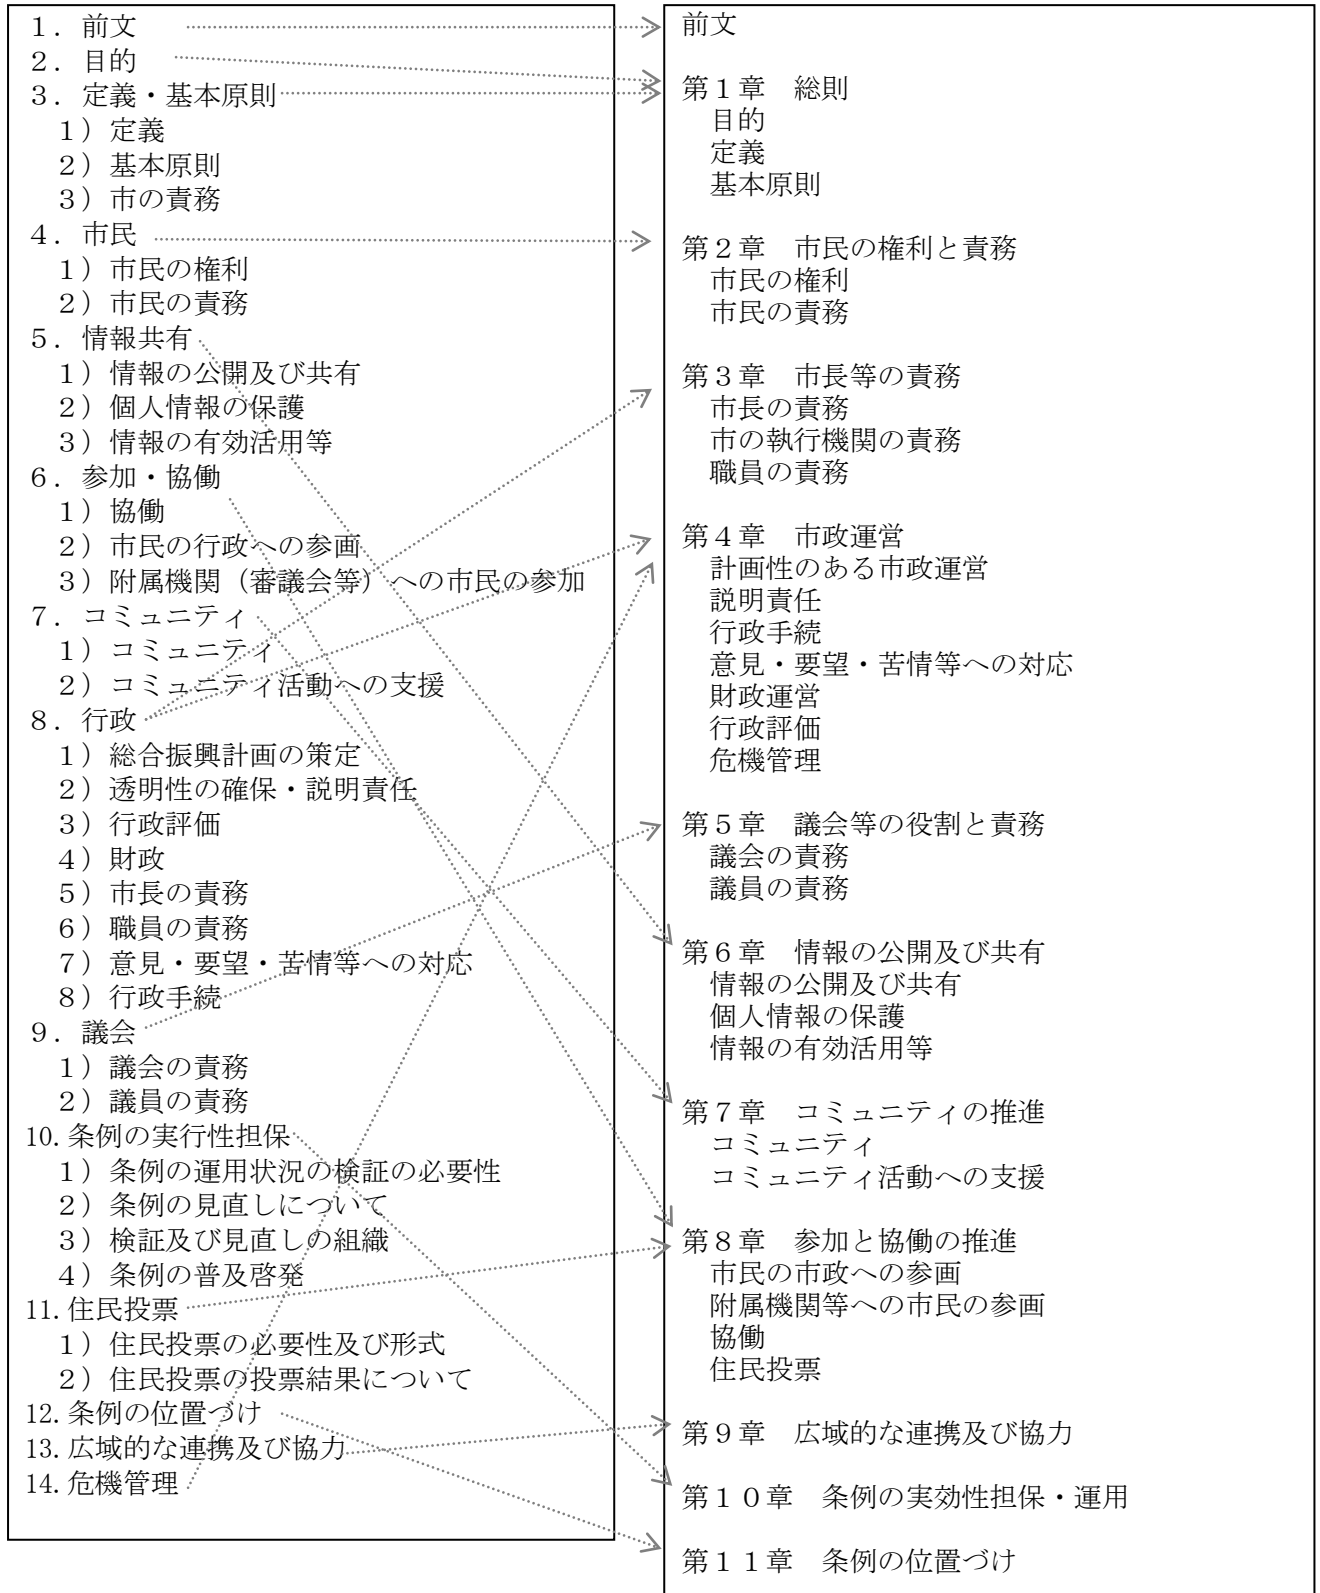 １．前文
２．目的
３．定義・基本原則
１）定義
２）基本原則
３）市の責務
４．市民
１）市民の権利
２）市民の責務
５．情報共有
１）情報の公開及び共有
２）個人情報の保護
３）情報の有効活用等
６．参加・協働
１）協働
２）市民の行政への参画
３）附属機関（審議会等）への市民の参加
７．コミュニティ
１）コミュニティ
２）コミュニティ活動への支援
８．行政
１）総合振興計画の策定
２）透明性の確保・説明責任
３）行政評価
４）財政
５）市長の責務
６）職員の責務
７）意見・要望・苦情等への対応
８）行政手続
９．議会
１）議会の責務
２）議員の責務
10.条例の実行性担保
１）条例の運用状況の検証の必要性
２）条例の見直しについて
３）検証及び見直しの組織
４）条例の普及啓発
11.住民投票
１）住民投票の必要性及び形式
２）住民投票の投票結果について
12.条例の位置づけ
13.広域的な連携及び協力
14.危機管理
前文
第１章　総則
目的
定義
基本原則
第２章　市民の権利と責務
市民の権利
市民の責務
第３章　市長等の責務
市長の責務
市の執行機関の責務
職員の責務
第４章　市政運営
計画性のある市政運営
説明責任
行政手続
意見・要望・苦情等への対応
財政運営
行政評価
危機管理
第５章　議会等の役割と責務
議会の責務
議員の責務
第６章　情報の公開及び共有
情報の公開及び共有
個人情報の保護
情報の有効活用等
第７章　コミュニティの推進
コミュニティ
コミュニティ活動への支援
第８章　参加と協働の推進
市民の市政への参画
附属機関等への市民の参画
協働
住民投票
第９章　広域的な連携及び協力
第１０章　条例の実効性担保・運用
第１１章　条例の位置づけ